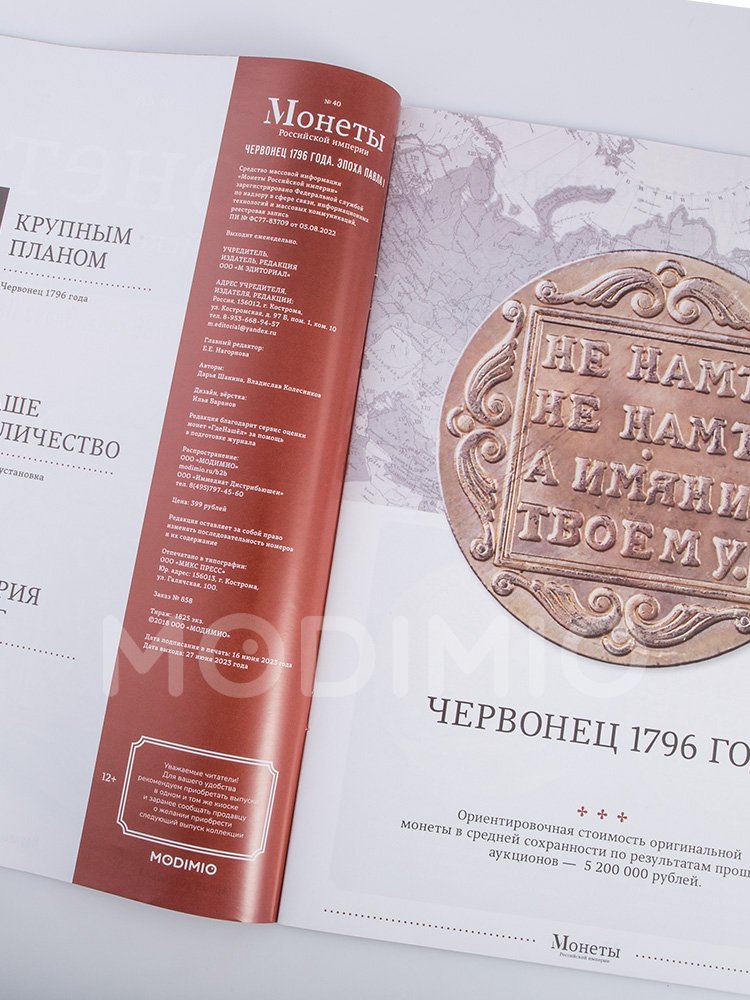 КРУПНЫМ
ПЛАНОМ
Червонец 1796 года
АШЕ
ЛИЧЕСТВО
установка
РИЯ
№ 40
Монеты
Российской империи
ЧЕРВОНЕЦ 1796 ГОДА. ЭПОХА ПАВЛА I
Средство массовой информации
«Монеты Российской империи»
зарегистрировано Федеральной службой
по надзору в сфере связи, информационных
технологий и массовых коммуникаций,
реестровая запись
ПИ № ФС77-83709 от 05.08.2022
Выходит еженедельно.
УЧРЕДИТЕЛЬ,
ИЗДАТЕЛЬ, РЕДАКЦИЯ
ООО «М ЭДИТОРИАЛ»
АДРЕС УЧРЕДИТЕЛЯ,
ИЗДАТЕЛЯ, РЕДАКЦИИ:
Россия, 156012, г. Кострома,
ул. Костромская, д. 97 В, пом. 1, ком. 10
тел. 8-953-668-94-37
m.editorial@yandex.ru
Главный редактор:
Е.Е. Нагорнова
Авторы:
Дарья Шанина, Владислав Колесников
Дизайн, вёрстка:
Илья Баранов
Редакция благодарит сервис оценки
монет «ГдеНашёл» за помощь
в подготовке журнала
Распространение:
ООО «МОДИМИО»
modimio.ru/b2b
ООО «Иммедиат Дистрибьюшен»
тел. 8(495)797-45-60
Цена: 399 рублей
Редакция оставляет за собой право
изменять последовательность номеров
и их содержание
Отпечатано в типографии:
ООО «МИКС ПРЕСС»
Юр. адрес: 156013, г. Кострома,
ул. Галичская, 100.
Заказ № 858
Тираж: 1825 экз.
©2018 ООО «МОДИМИО»
Дата подписания в печать: 16 июня 2023 года
Дата выхода: 27 июня 2023 года
12+
Уважаемые читатели!
Для вашего удобства
рекомендуем приобретать выпуски
в одном и том же киоске
и заранее сообщать продавцу
о желании приобрести
следующий выпуск коллекции
MODIMIO
НЕ НАМЪ
НЕ НАМЪ
А ИМЯНИ
ТВОЕМУ.
MODIMIO
ЧЕРВОНЕЦ 1796 ГО
Ориентировочная стоимость оригинальной
монеты в средней сохранности по результатам прош
аукционов — 5 200 000 рублей.
Монеты
Российской империи